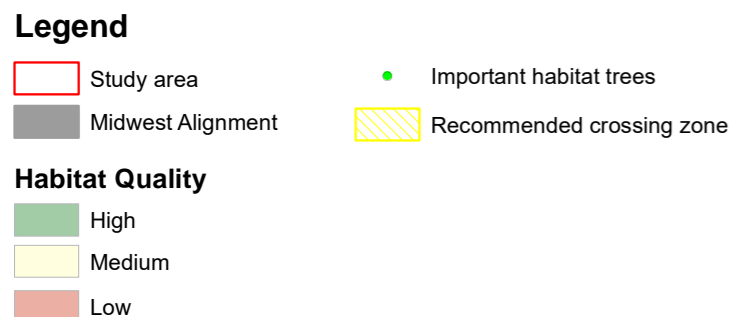 Legend
Study area
Midwest Alignment
Important habitat trees
Recommended crossing zone
Habitat Quality
High
Medium
Low